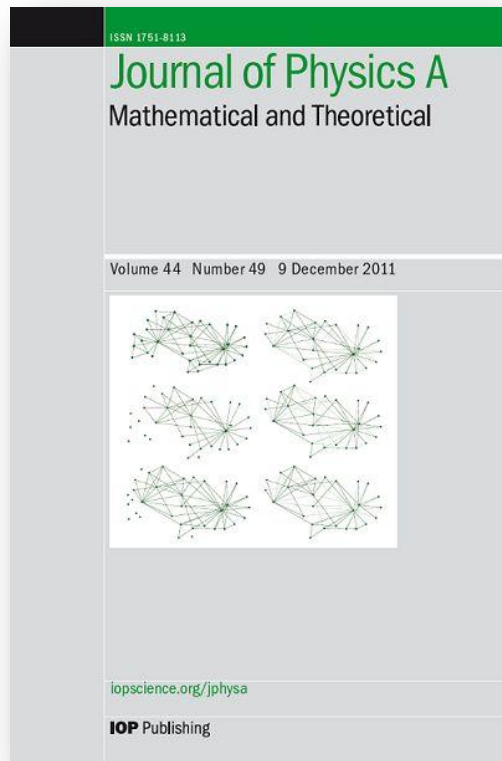 ISSN 1751-8113
Journal of Physics A
Mathematical and Theoretical
Volume 44 Number 49 9 December 2011
iopscience.org/jphysa
IOP Publishing